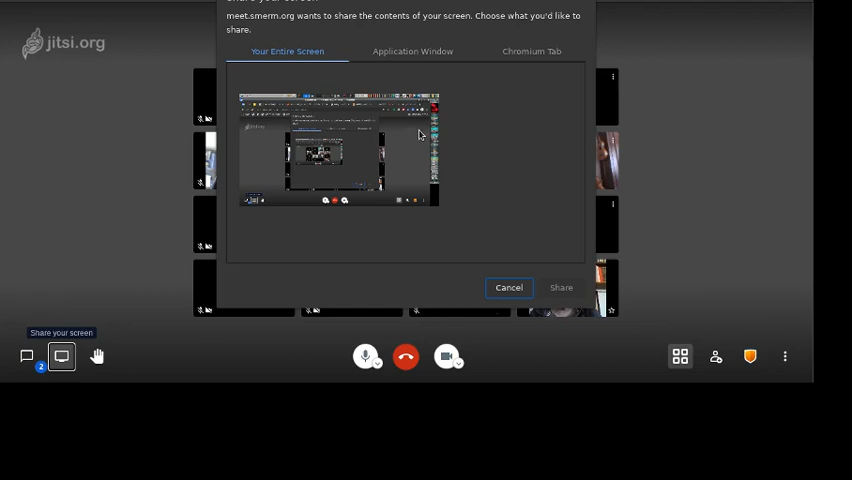 meet.smerm.org wants to share the contents of your screen. Choose what you'd like to
share.
Your Entire Screen
Application Window
Chromium Tab
jitsi.org
Cancel
Share
Share your screen
2